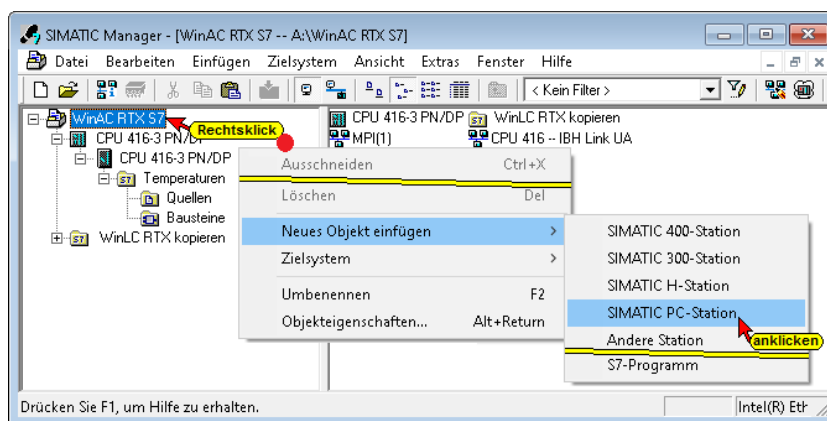 SIMATIC Manager - [WinAC RTX S7 -- A:\WinAC RTX S7]
Datei Bearbeiten Einfügen Zielsystem Ansicht Extras Fenster Hilfe
< Kein Filter >
WinAC RTX S7
Rechtsklick
CPU 416-3 PN/DP
CPU 416-3 PN/DP
Temperaturen
Quellen
Bausteine
WinLC RTX kopieren
CPU 416-3 PN/DP WinLC RTX kopieren
MPI(1) CPU 416 -- IBH Link UA
Ausschneiden Ctrl+X
Löschen Del
Neues Objekt einfügen >
Zielsystem >
Umbenennen F2
Objekteigenschaften... Alt+Return
SIMATIC 400-Station
SIMATIC 300-Station
SIMATIC H-Station
SIMATIC PC-Station
anklicken
Andere Station
S7-Programm
Drücken Sie F1, um Hilfe zu erhalten. Intel(R) Eth